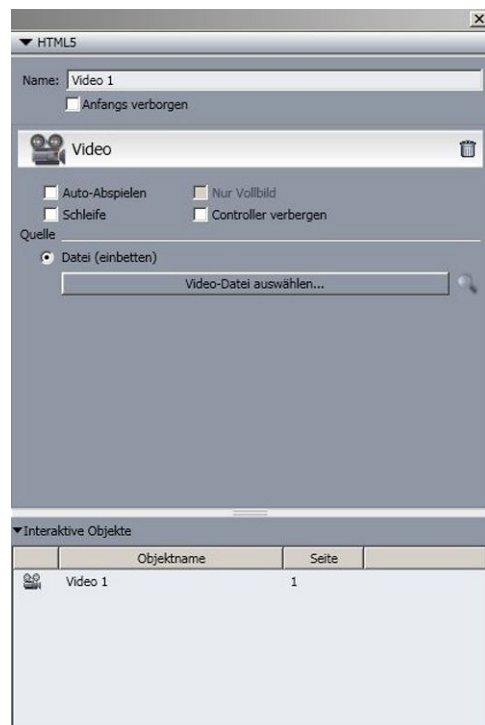 HTML5
Name: Video 1
Anfangs verborgen
Video
Auto-Abspielen Nur Vollbild
Schleife Controller verbergen
Quelle
Datei (einbetten)
Video-Datei auswählen...
Interaktive Objekte
Objektname Seite
Video 1 1